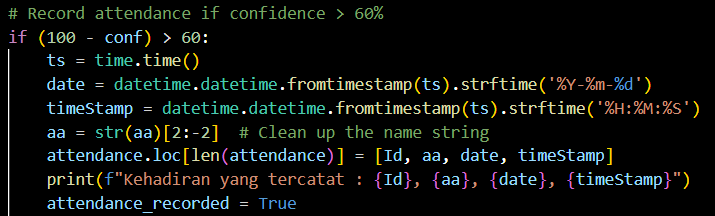 # Record attendance if confidence > 60%
if (100 - conf) > 60:
    ts = time.time()
    date = datetime.datetime.fromtimestamp(ts).strftime('%Y-%m-%d')
    timeStamp = datetime.datetime.fromtimestamp(ts).strftime('%H:%M:%S')
    aa = str(aa)[2:-2]  # Clean up the name string
    attendance.loc[len(attendance)] = [Id, aa, date, timeStamp]
    print(f"Kehadiran yang tercatat : {Id}, {aa}, {date}, {timeStamp}")
    attendance_recorded = True